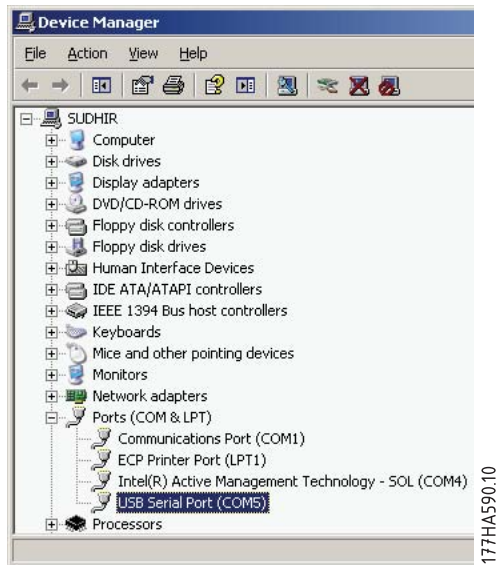 Device Manager
File Action View Help
SUDHIR
Computer
Disk drives
Display adapters
DVD/CD-ROM drives
Floppy disk controllers
Floppy disk drives
Human Interface Devices
IDE ATA/ATAPI controllers
IEEE 1394 Bus host controllers
Keyboards
Mice and other pointing devices
Monitors
Network adapters
Ports (COM & LPT)
Communications Port (COM1)
ECP Printer Port (LPT1)
Intel(R) Active Management Technology - SOL (COM4)
USB Serial Port (COM5)
Processors
177HA590.10